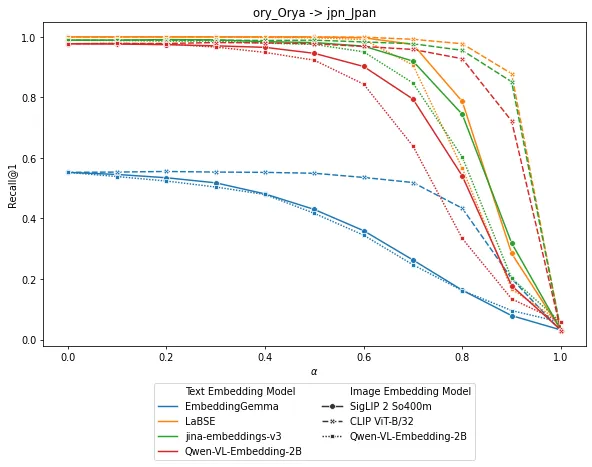 ory_Orya -> jpn_Jpan
Recall@1
1.0
0.8
0.6
0.4
0.2
0.0
0.0 0.2 0.4 0.6 0.8 1.0
α
Text Embedding Model
EmbeddingGemma
LaBSE
jina-embeddings-v3
Qwen-VL-Embedding-2B
Image Embedding Model
SigLIP 2 So400m
CLIP ViT-B/32
Qwen-VL-Embedding-2B